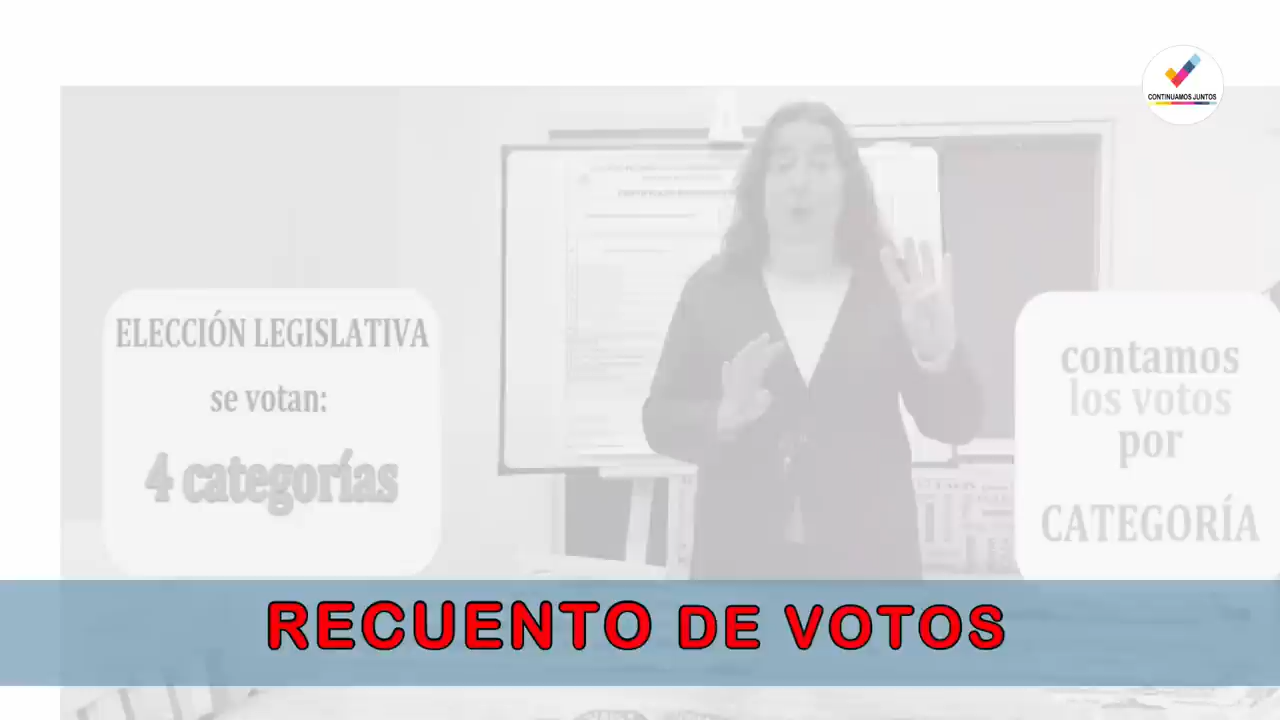 CONTINUAMOS JUNTOS
ELECCIÓN LEGISLATIVA
se votan:
4 categorías
contamos
los votos
por
CATEGORÍA
RECUENTO DE VOTOS